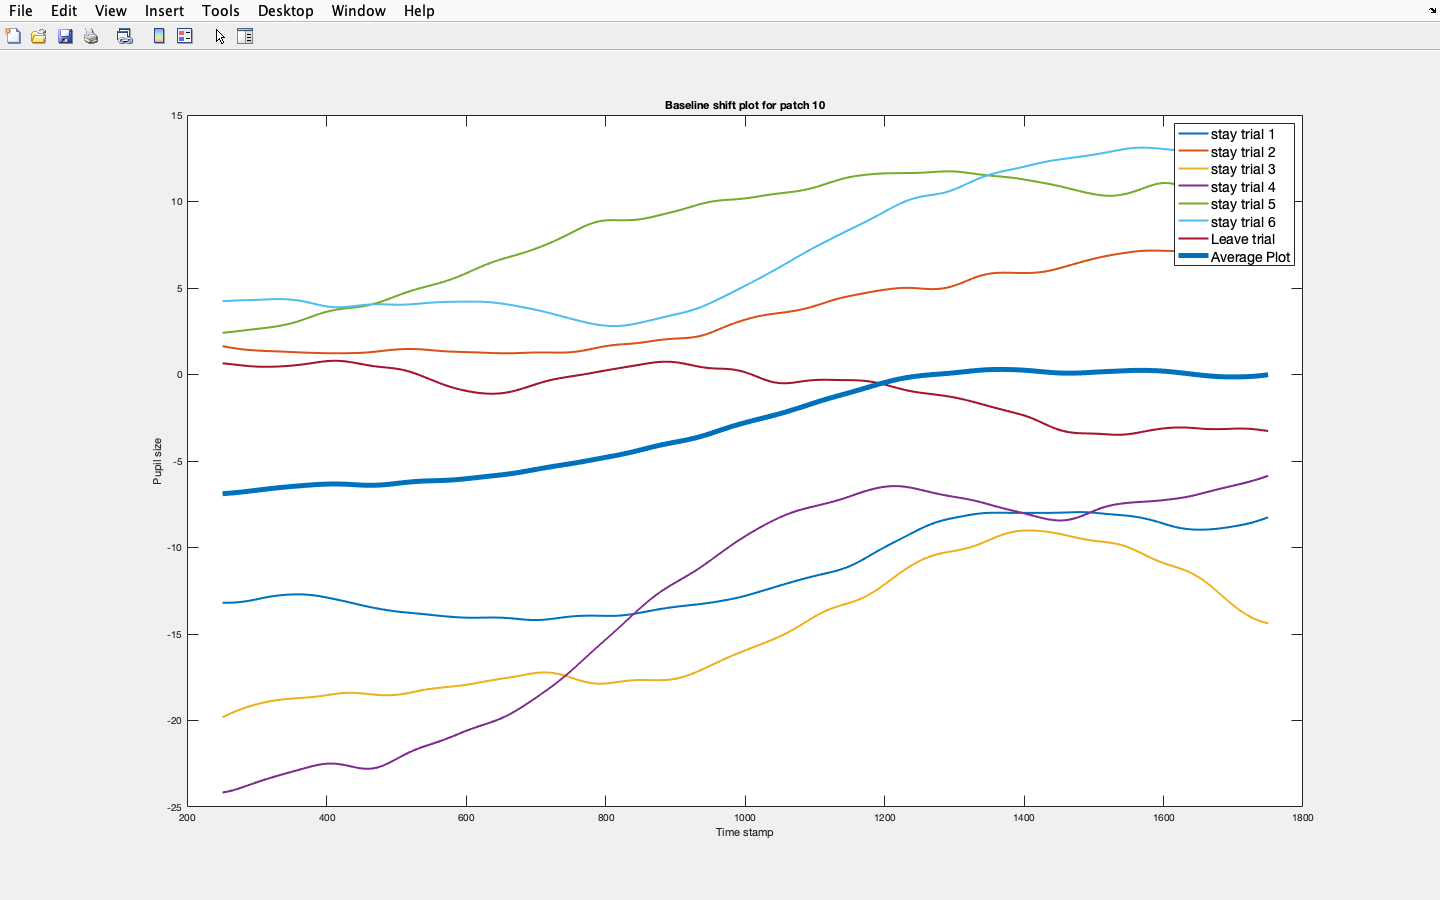 File Edit View Insert Tools Desktop Window Help
Baseline shift plot for patch 10
15
10
5
0
-5
-10
-15
-20
-25
Pupil size
stay trial 1
stay trial 2
stay trial 3
stay trial 4
stay trial 5
stay trial 6
Leave trial
Average Plot
200 400 600 800 1000 1200 1400 1600 1800
Time stamp